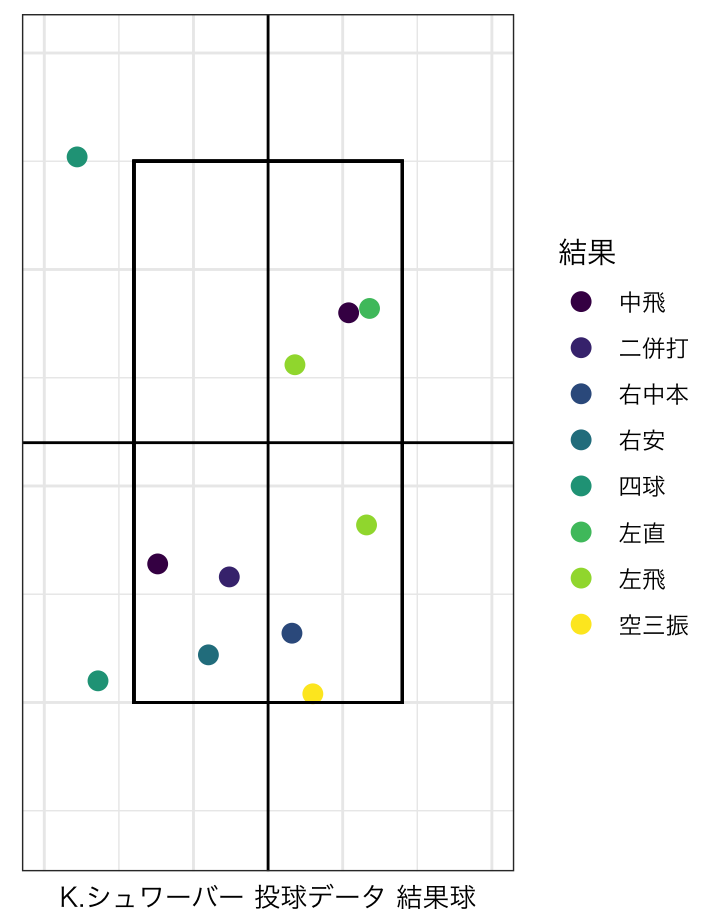 結果
中飛
二併打
右中本
右安
四球
左直
左飛
空三振
K.シュワーバー 投球データ 結果球